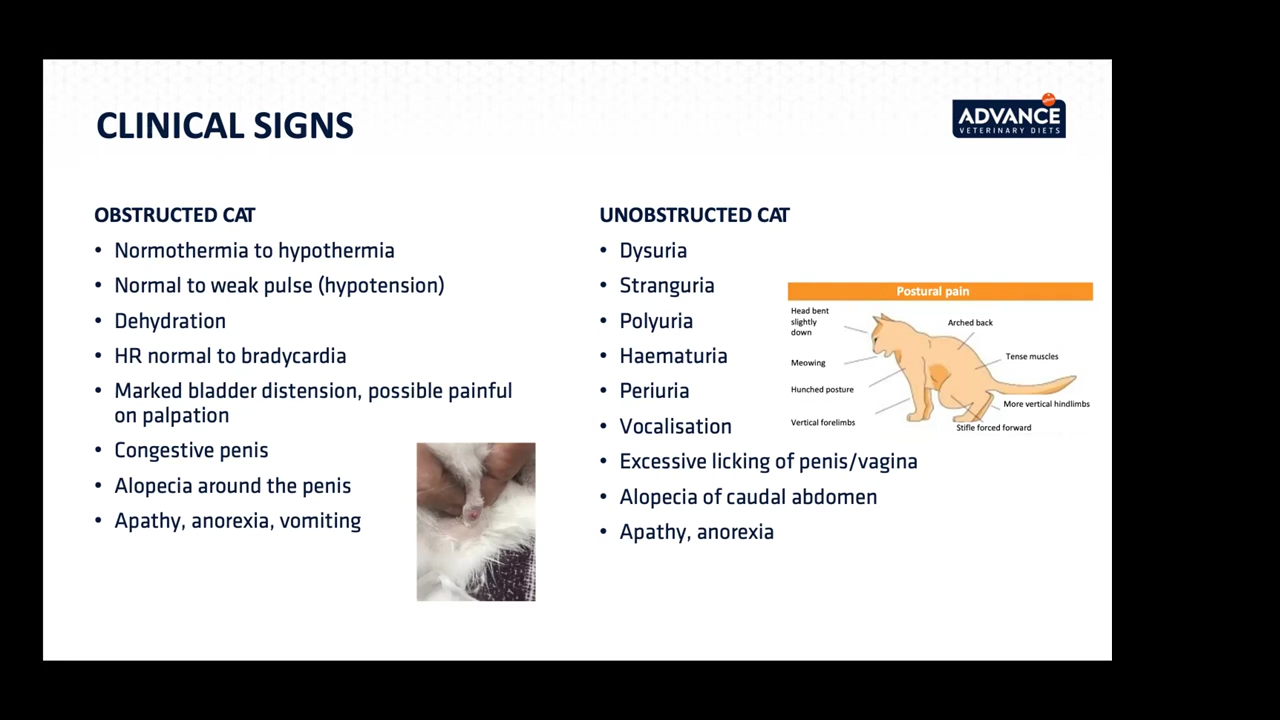 CLINICAL SIGNS
ADVANCE
VETERINARY DIETS
OBSTRUCTED CAT
• Normothermia to hypothermia
• Normal to weak pulse (hypotension)
• Dehydration
• HR normal to bradycardia
• Marked bladder distension, possible painful
on palpation
• Congestive penis
• Alopecia around the penis
• Apathy, anorexia, vomiting
UNOBSTRUCTED CAT
• Dysuria
• Stranguria
• Polyuria
• Haematuria
• Periuria
• Vocalisation
• Excessive licking of penis/vagina
• Alopecia of caudal abdomen
• Apathy, anorexia
Postural pain
Head bent
slightly
down
Arched back
Meowing
Tense muscles
Hunched posture
More vertical hindlimbs
Vertical forelimbs
Stifle forced forward